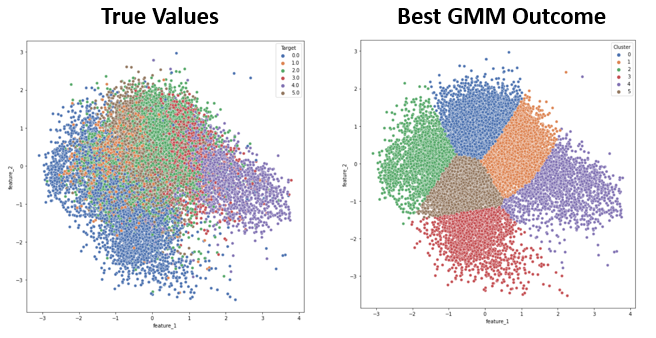 True Values
Best GMM Outcome
Target
0.0
1.0
2.0
3.0
4.0
5.0
3
2
1
0
−1
−2
−3
feature_2
−3 −2 −1 0 1 2 3 4
feature_1
Cluster
0
1
2
3
4
5
3
2
1
0
−1
−2
−3
feature_2
−3 −2 −1 0 1 2 3 4
feature_1